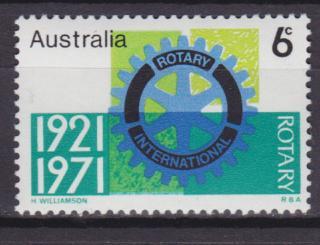 Australia
6c
ROTARY
INTERNATIONAL
1921
1971
ROTARY
H. WILLIAMSON
RBA